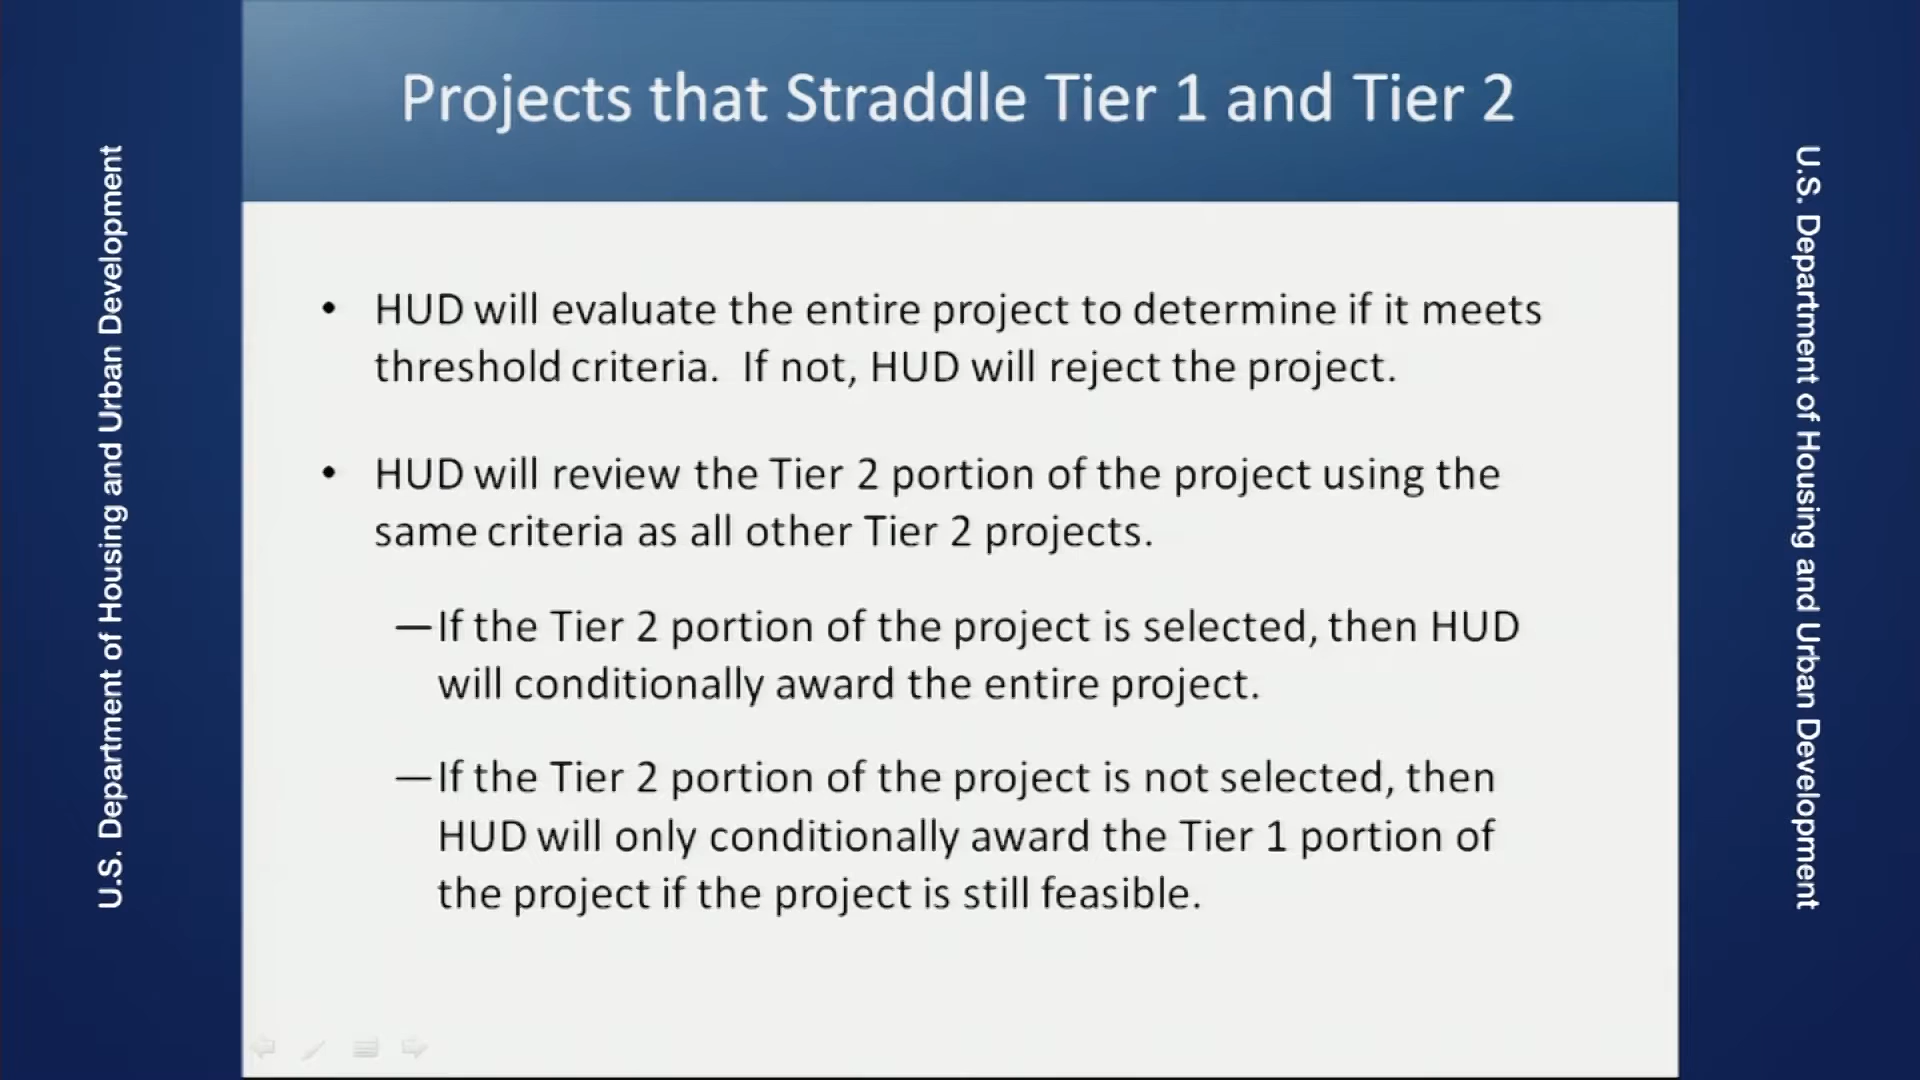 Projects that Straddle Tier 1 and Tier 2
U.S. Department of Housing and Urban Development
• HUD will evaluate the entire project to determine if it meets
threshold criteria.  If not, HUD will reject the project.
• HUD will review the Tier 2 portion of the project using the
same criteria as all other Tier 2 projects.
—If the Tier 2 portion of the project is selected, then HUD
will conditionally award the entire project.
—If the Tier 2 portion of the project is not selected, then
HUD will only conditionally award the Tier 1 portion of
the project if the project is still feasible.
U.S. Department of Housing and Urban Development